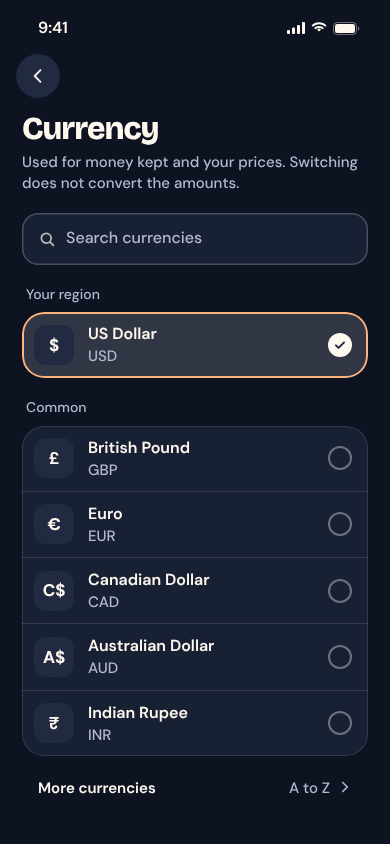 9:41
Currency
Used for money kept and your prices. Switching
does not convert the amounts.
Search currencies
Your region
$
US Dollar
USD
Common
£
British Pound
GBP
€
Euro
EUR
C$
Canadian Dollar
CAD
A$
Australian Dollar
AUD
₹
Indian Rupee
INR
More currencies
A to Z